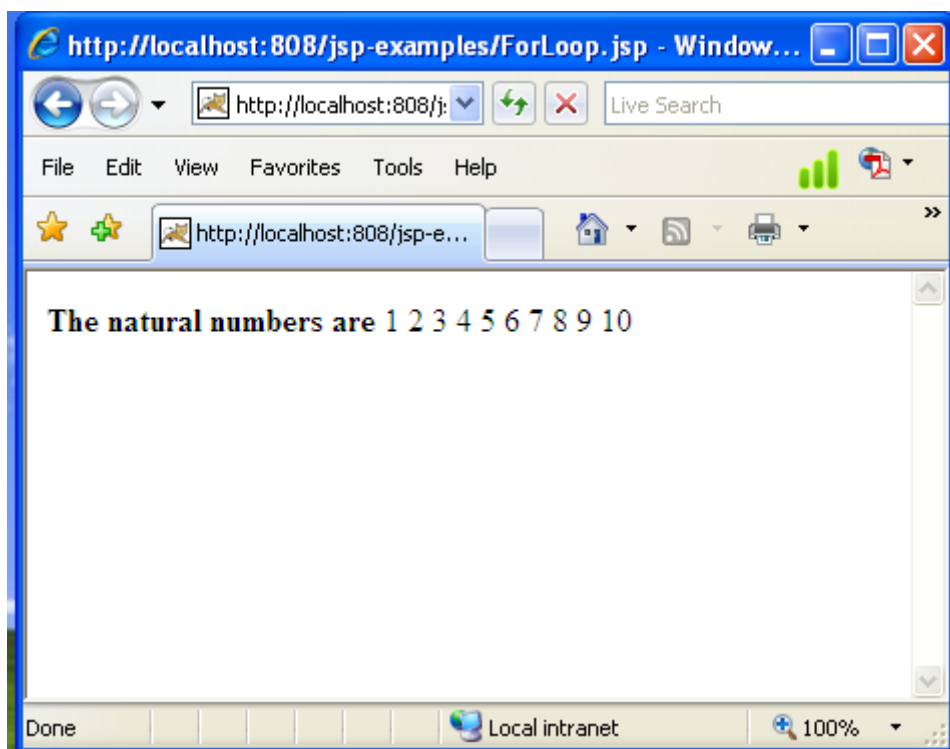 http://localhost:808/jsp-examples/ForLoop.jsp - Window...
http://localhost:808/j
Live Search
File Edit View Favorites Tools Help
http://localhost:808/jsp-e...
The natural numbers are 1 2 3 4 5 6 7 8 9 10
Done
Local intranet
100%